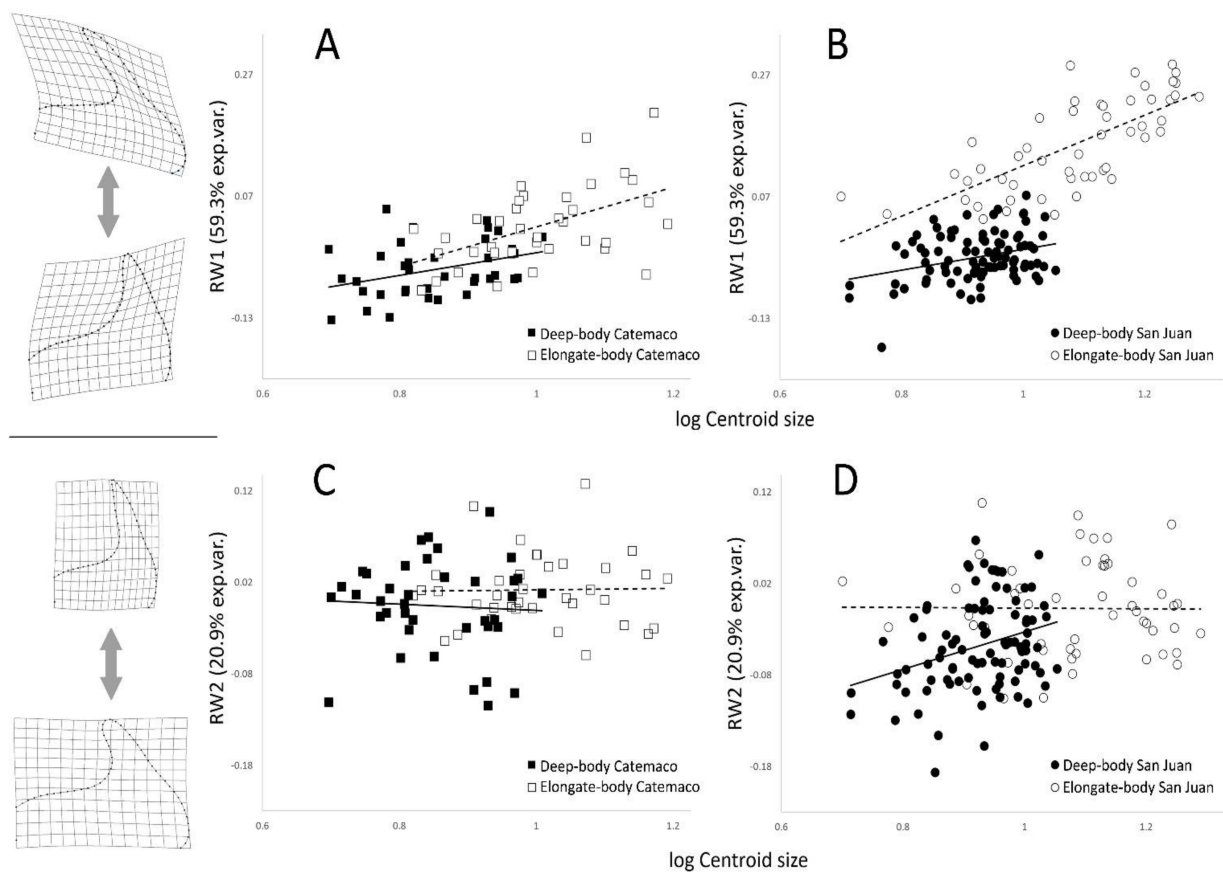 A
B
RW1 (59.3% exp.var.)
0.27
0.07
-0.13
Deep-body Catemaco
Elongate-body Catemaco
0.6
0.8
1
1.2
RW1 (59.3% exp.var.)
0.27
0.07
-0.13
Deep-body San Juan
Elongate-body San Juan
0.6
0.8
1
1.2
log Centroid size
C
D
RW2 (20.9% exp.var.)
0.12
0.02
-0.08
-0.18
Deep-body Catemaco
Elongate-body Catemaco
0.6
0.8
1
1.2
RW2 (20.9% exp.var.)
0.12
0.02
-0.08
-0.18
Deep-body San Juan
Elongate-body San Juan
0.6
0.8
1
1.2
log Centroid size